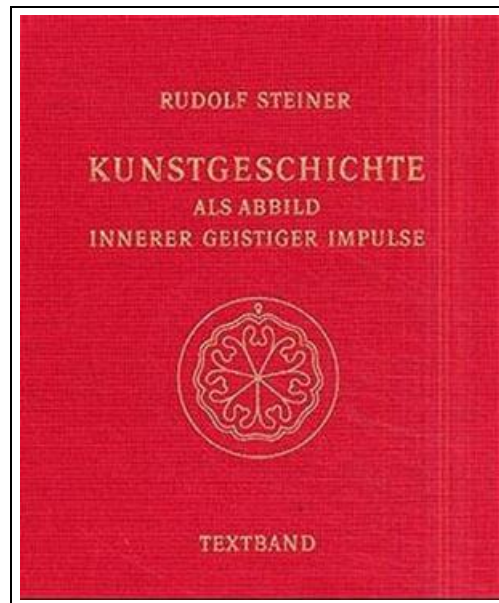 RUDOLF STEINER
KUNSTGESCHICHTE
ALS ABBILD
INNERER GEISTIGER IMPULSE
TEXTBAND